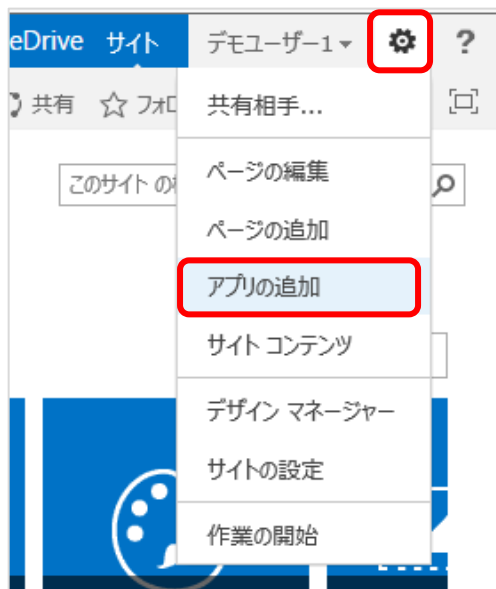 eDrive サイト デモユーザー1 ?
共有 フォロ
共有相手...
このサイト の
ページの編集
ページの追加
アプリの追加
サイト コンテンツ
デザイン マネージャー
サイトの設定
作業の開始